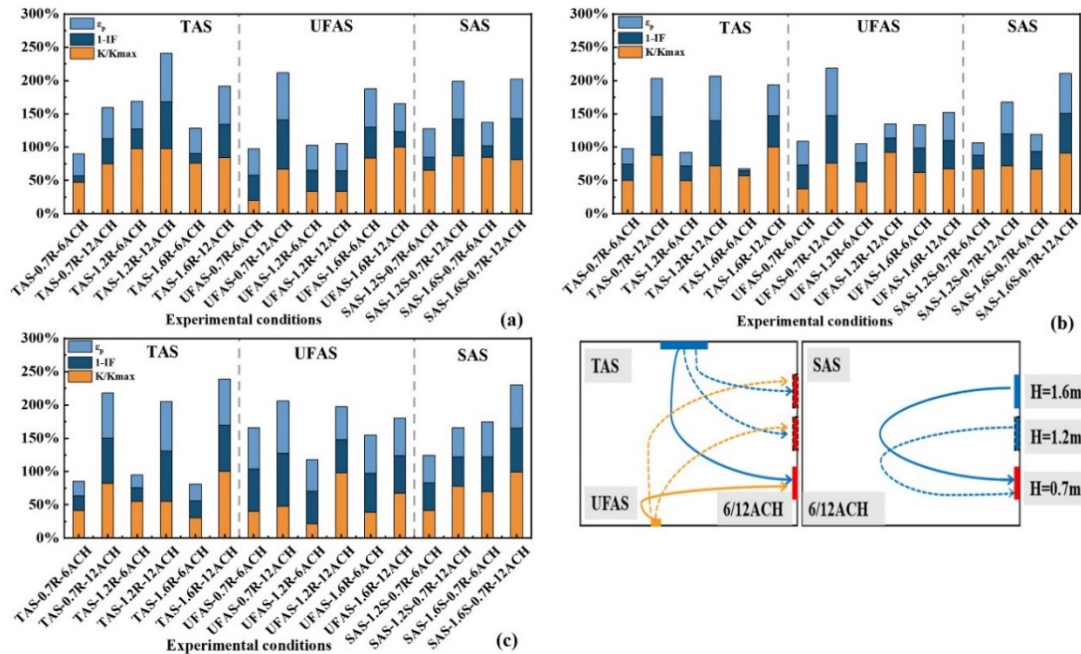 TAS UFAS SAS
300%
250%
200%
150%
100%
50%
0%
εp
1-IF
K/Kmax
TAS-0.7R-6ACH
TAS-0.7R-12ACH
TAS-1.2R-6ACH
TAS-1.2R-12ACH
TAS-1.6R-6ACH
TAS-1.6R-12ACH
UFAS-0.7R-6ACH
UFAS-0.7R-12ACH
UFAS-1.2R-6ACH
UFAS-1.2R-12ACH
UFAS-1.6R-6ACH
UFAS-1.6R-12ACH
SAS-1.2S-0.7R-6ACH
SAS-1.2S-0.7R-12ACH
SAS-1.6S-0.7R-6ACH
SAS-1.6S-0.7R-12ACH
Experimental conditions
(a)
TAS UFAS SAS
300%
250%
200%
150%
100%
50%
0%
εp
1-IF
K/Kmax
TAS-0.7R-6ACH
TAS-0.7R-12ACH
TAS-1.2R-6ACH
TAS-1.2R-12ACH
TAS-1.6R-6ACH
TAS-1.6R-12ACH
UFAS-0.7R-6ACH
UFAS-0.7R-12ACH
UFAS-1.2R-6ACH
UFAS-1.2R-12ACH
UFAS-1.6R-6ACH
UFAS-1.6R-12ACH
SAS-1.2S-0.7R-6ACH
SAS-1.2S-0.7R-12ACH
SAS-1.6S-0.7R-6ACH
SAS-1.6S-0.7R-12ACH
Experimental conditions
(b)
TAS UFAS SAS
300%
250%
200%
150%
100%
50%
0%
εp
1-IF
K/Kmax
TAS-0.7R-6ACH
TAS-0.7R-12ACH
TAS-1.2R-6ACH
TAS-1.2R-12ACH
TAS-1.6R-6ACH
TAS-1.6R-12ACH
UFAS-0.7R-6ACH
UFAS-0.7R-12ACH
UFAS-1.2R-6ACH
UFAS-1.2R-12ACH
UFAS-1.6R-6ACH
UFAS-1.6R-12ACH
SAS-1.2S-0.7R-6ACH
SAS-1.2S-0.7R-12ACH
SAS-1.6S-0.7R-6ACH
SAS-1.6S-0.7R-12ACH
Experimental conditions
(c)
TAS
UFAS
6/12ACH
SAS
6/12ACH
H=1.6m
H=1.2m
H=0.7m